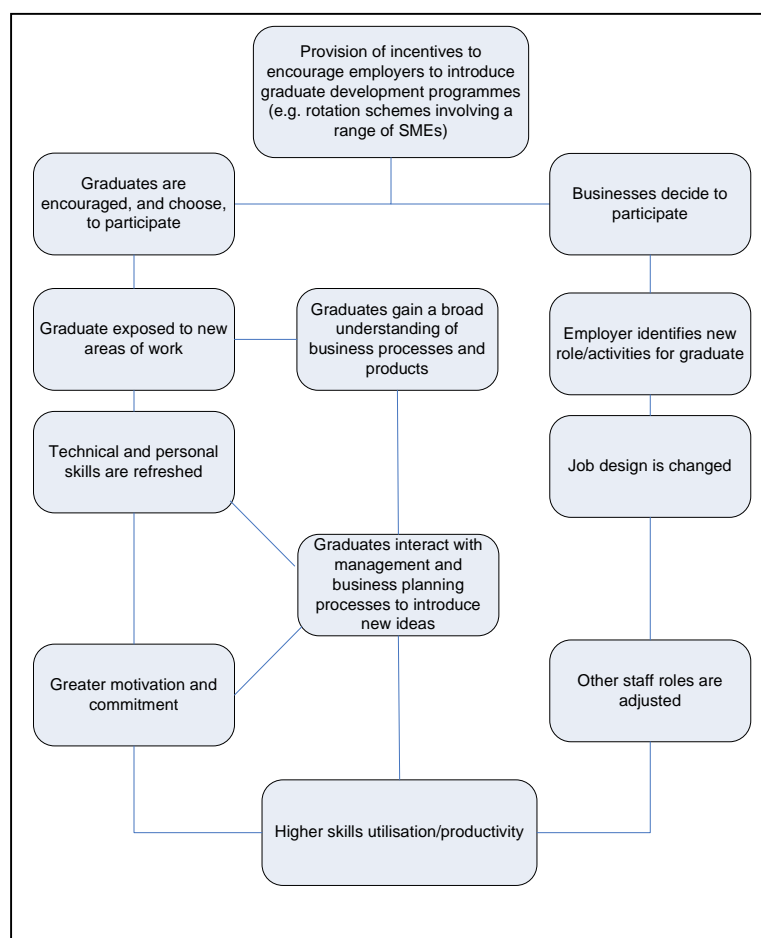 Provision of incentives to
encourage employers to introduce
graduate development programmes
(e.g. rotation schemes involving a
range of SMEs)
Graduates are
encouraged, and choose,
to participate
Businesses decide to
participate
Graduate exposed to new
areas of work
Graduates gain a broad
understanding of
business processes and
products
Employer identifies new
role/activities for graduate
Technical and personal
skills are refreshed
Job design is changed
Graduates interact with
management and
business planning
processes to introduce
new ideas
Greater motivation and
commitment
Other staff roles are
adjusted
Higher skills utilisation/productivity